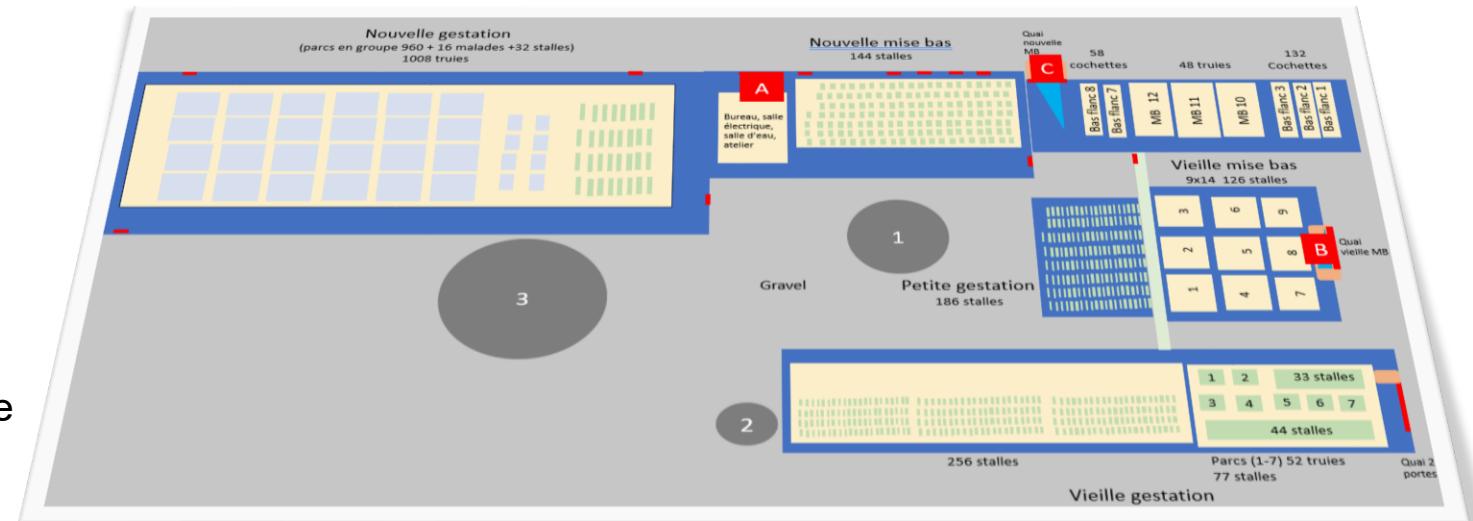 Nouvelle gestation
(parcs en groupe 960 + 16 malades +32 stalles)
1008 truies
Nouvelle mise bas
144 stalles
Quai
nouvelle
MB
58
cochettes
48 truies
132
Cochettes
A
C
Bureau, salle
électrique,
salle d'eau,
atelier
Bas flanc 8
Bas flanc 7
MB 12
MB 11
MB 10
Bas flanc 3
Bas flanc 2
Bas flanc 1
Vieille mise bas
9x14 126 stalles
3
6
9
2
5
8
1
4
7
B
Quai
vieille MB
1
Gravel
Petite gestation
186 stalles
3
e
2
1
2
33 stalles
3
4
5
6
7
44 stalles
256 stalles
Parcs (1-7) 52 truies
77 stalles
Quai 2
portes
Vieille gestation